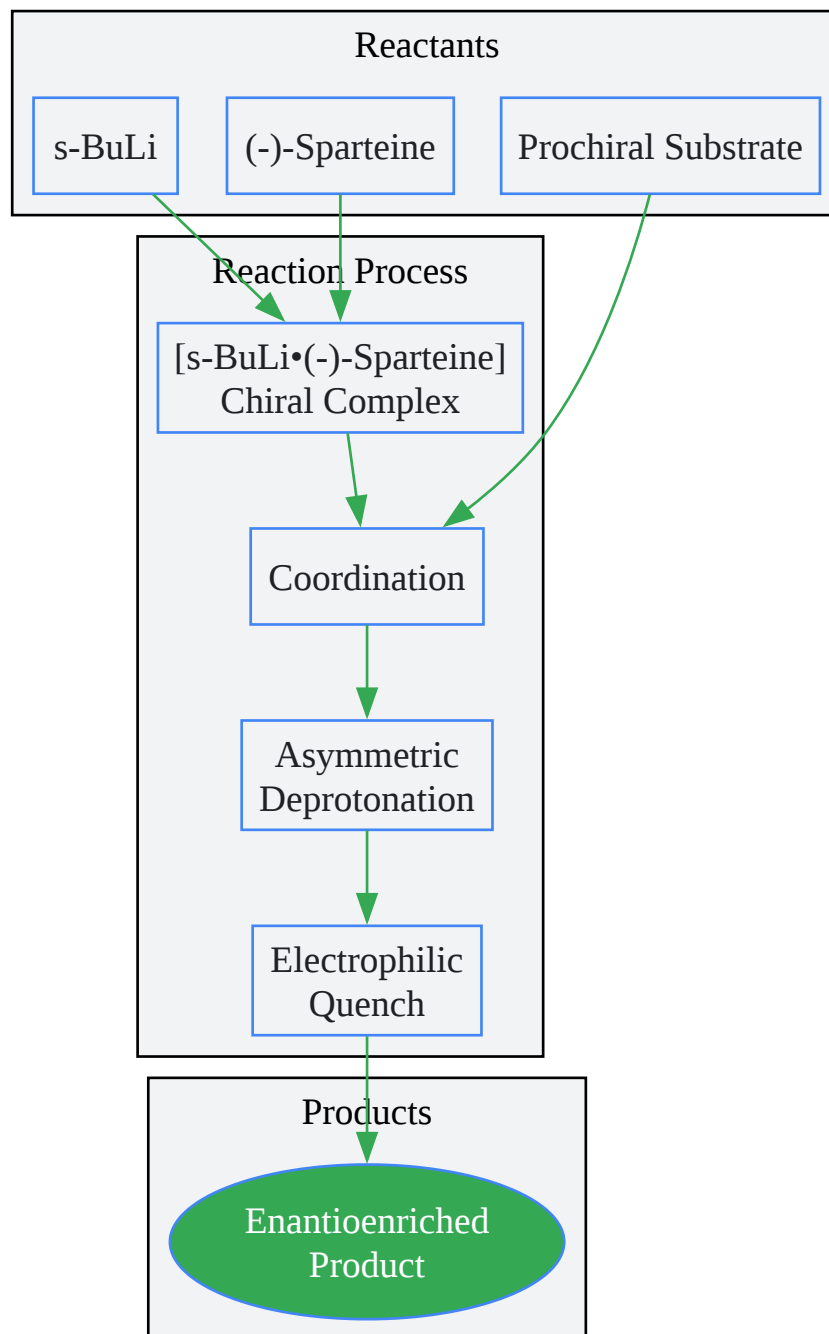 Reactants
s-BuLi
(-)-Sparteine
Prochiral Substrate
Reaction Process
[s-BuLi•(-)-Sparteine]
Chiral Complex
Coordination
Asymmetric
Deprotonation
Electrophilic
Quench
Products
Enantioenriched
Product